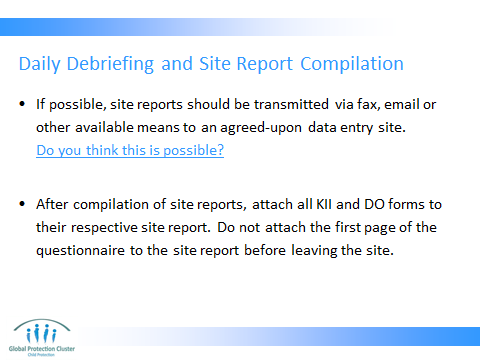 Daily Debriefing and Site Report Compilation
• If possible, site reports should be transmitted via fax, email or
other available means to an agreed-upon data entry site.
Do you think this is possible?
• After compilation of site reports, attach all KII and DO forms to
their respective site report. Do not attach the first page of the
questionnaire to the site report before leaving the site.
Global Protection Cluster
Child Protection